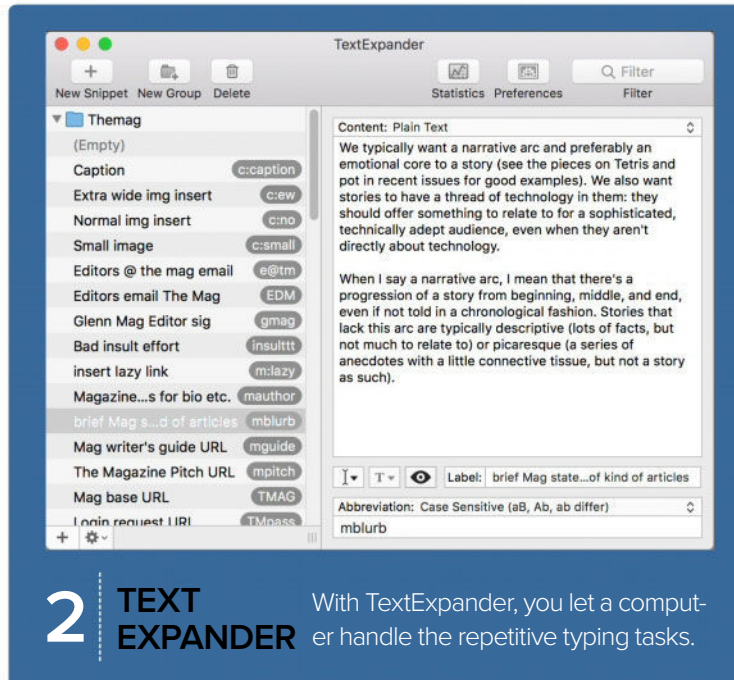 TextExpander
New Snippet New Group Delete
Statistics Preferences
Filter
Filter
Themag
(Empty)
Caption c:caption
Extra wide img insert c:ew
Normal img insert c:no
Small image c:small
Editors @ the mag email e@tm
Editors email The Mag EDM
Glenn Mag Editor sig gmag
Bad insult effort insulttt
insert lazy link m:lazy
Magazine...s for bio etc. mauthor
brief Mag s...d of articles mblurb
Mag writer's guide URL mguide
The Magazine Pitch URL mpitch
Mag base URL TMAG
Login request URL TMpass
Content: Plain Text
We typically want a narrative arc and preferably an
emotional core to a story (see the pieces on Tetris and
pot in recent issues for good examples). We also want
stories to have a thread of technology in them: they
should offer something to relate to for a sophisticated,
technically adept audience, even when they aren't
directly about technology.
When I say a narrative arc, I mean that there's a
progression of a story from beginning, middle, and end,
even if not told in a chronological fashion. Stories that
lack this arc are typically descriptive (lots of facts, but
not much to relate to) or picaresque (a series of
anecdotes with a little connective tissue, but not a story
as such).
Label: brief Mag state...of kind of articles
Abbreviation: Case Sensitive (aB, Ab, ab differ)
mblurb
2
TEXT
EXPANDER
With TextExpander, you let a comput-
er handle the repetitive typing tasks.